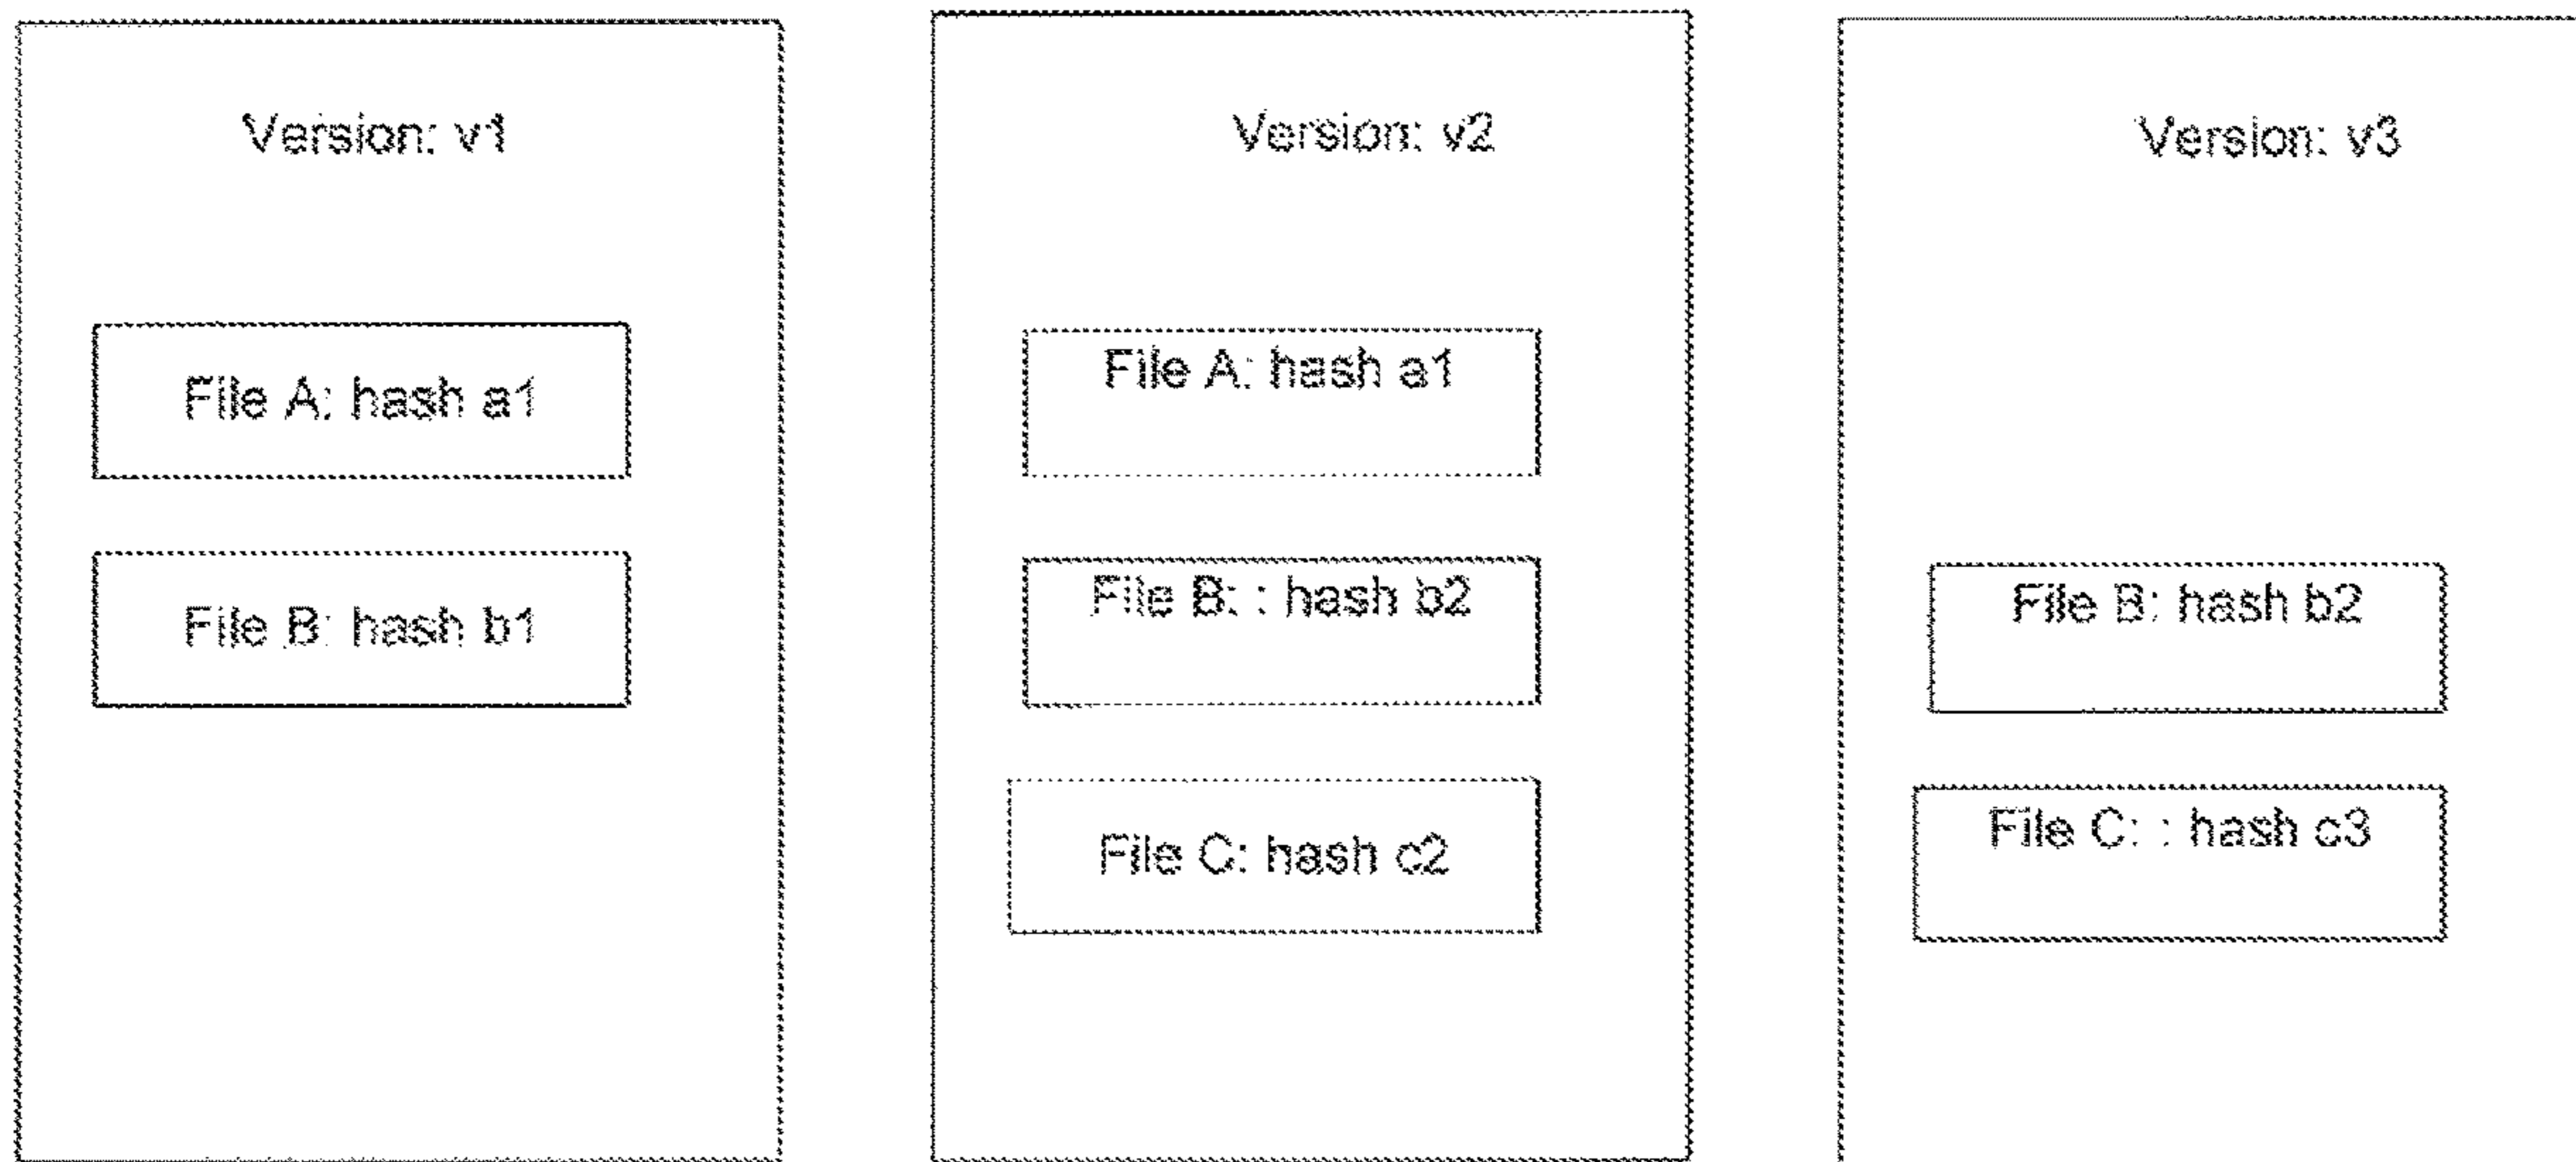 Version: v1
File A: hash a1
File B: hash b1
Version: v2
File A: hash a1
File B: : hash b2
File C: hash c2
Version: v3
File B: hash b2
File C: : hash c3